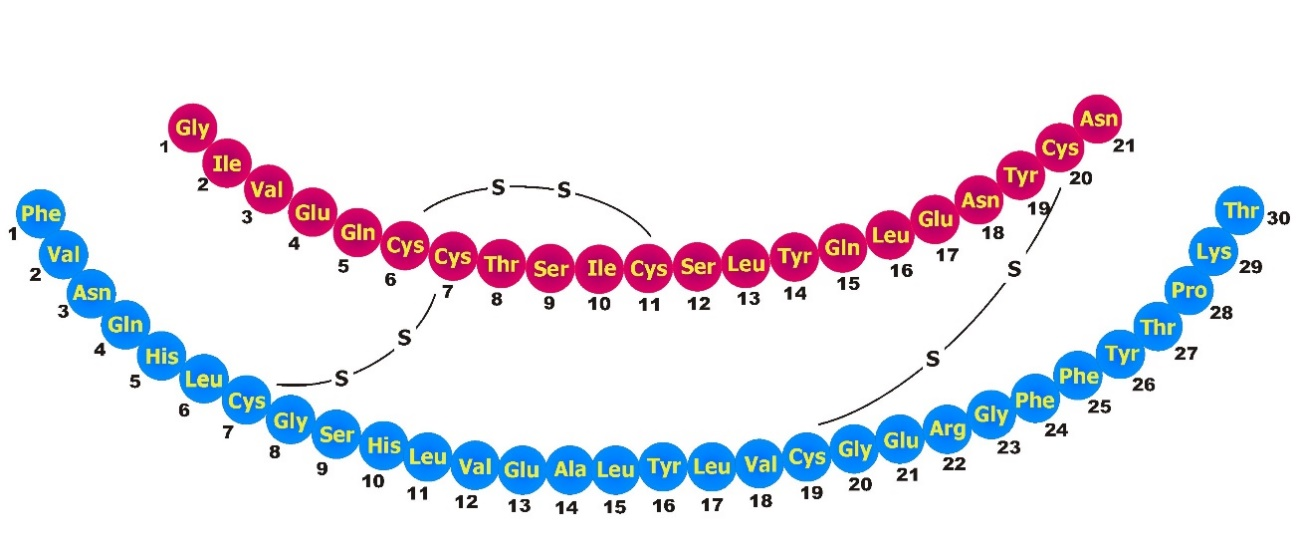 Gly Ile Val Glu Gln Cys Cys Thr Ser Ile Cys Ser Leu Tyr Gln Leu Glu Asn Tyr Cys Asn
1 2 3 4 5 6 7 8 9 10 11 12 13 14 15 16 17 18 19 20 21
S S
S S
S S
Phe Val Asn Gln His Leu Cys Gly Ser His Leu Val Glu Ala Leu Tyr Leu Val Cys Gly Glu Arg Gly Phe Phe Tyr Thr Pro Lys Thr
1 2 3 4 5 6 7 8 9 10 11 12 13 14 15 16 17 18 19 20 21 22 23 24 25 26 27 28 29 30